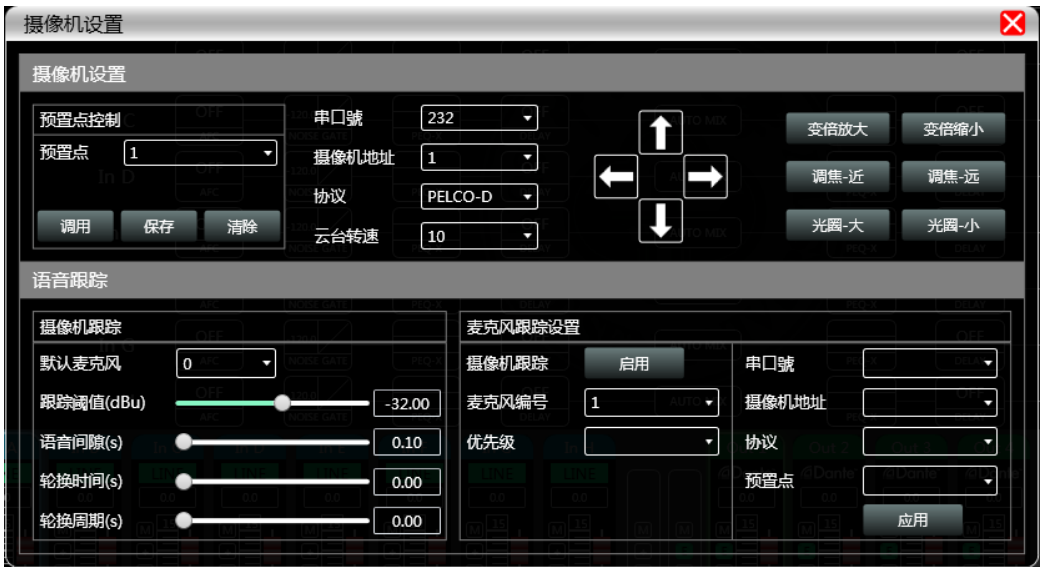 摄像机设置
摄像机设置
预置点控制
预置点 1
调用 保存 清除
串口號 232
摄像机地址 1
协议 PELCO-D
云台转速 10
变倍放大 变倍缩小
调焦-近 调焦-远
光圈-大 光圈-小
语音跟踪
摄像机跟踪
默认麦克风 0
跟踪阈值(dBu) -32.00
语音间隙(s) 0.10
轮换时间(s) 0.00
轮换周期(s) 0.00
麦克风跟踪设置
摄像机跟踪 启用
麦克风编号 1
优先级
串口號
摄像机地址
协议
预置点
应用